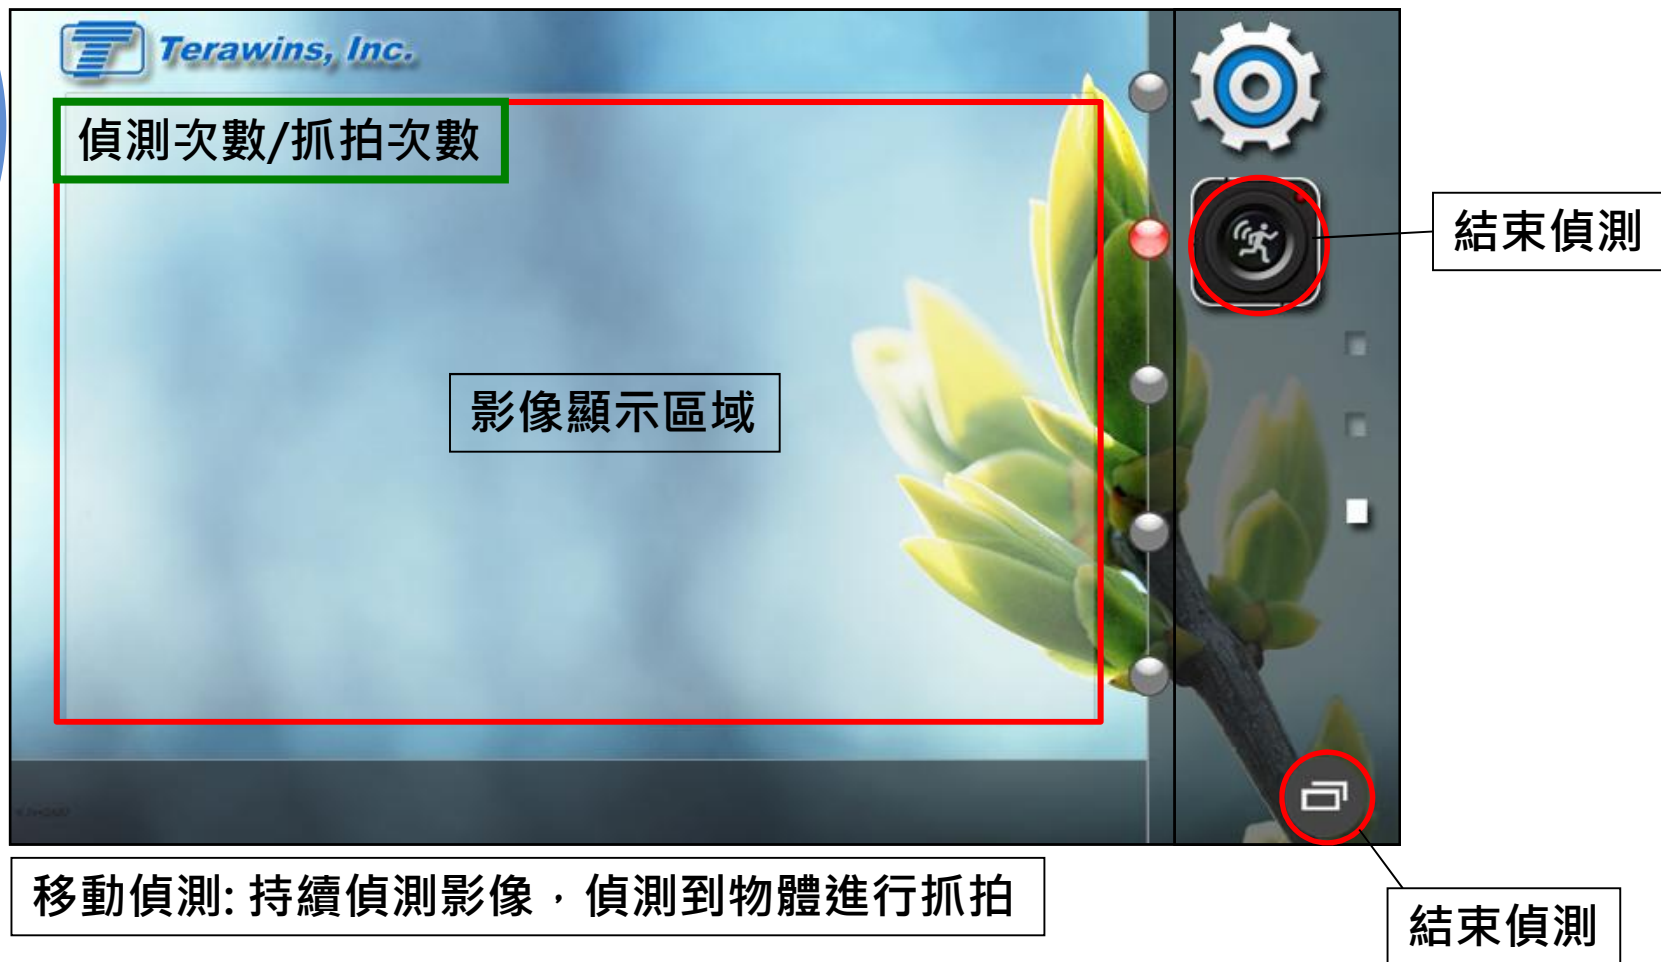 Terawins, Inc.
偵測次數/抓拍次數
結束偵測
影像顯示區域
移動偵測: 持續偵測影像，偵測到物體進行抓拍
結束偵測